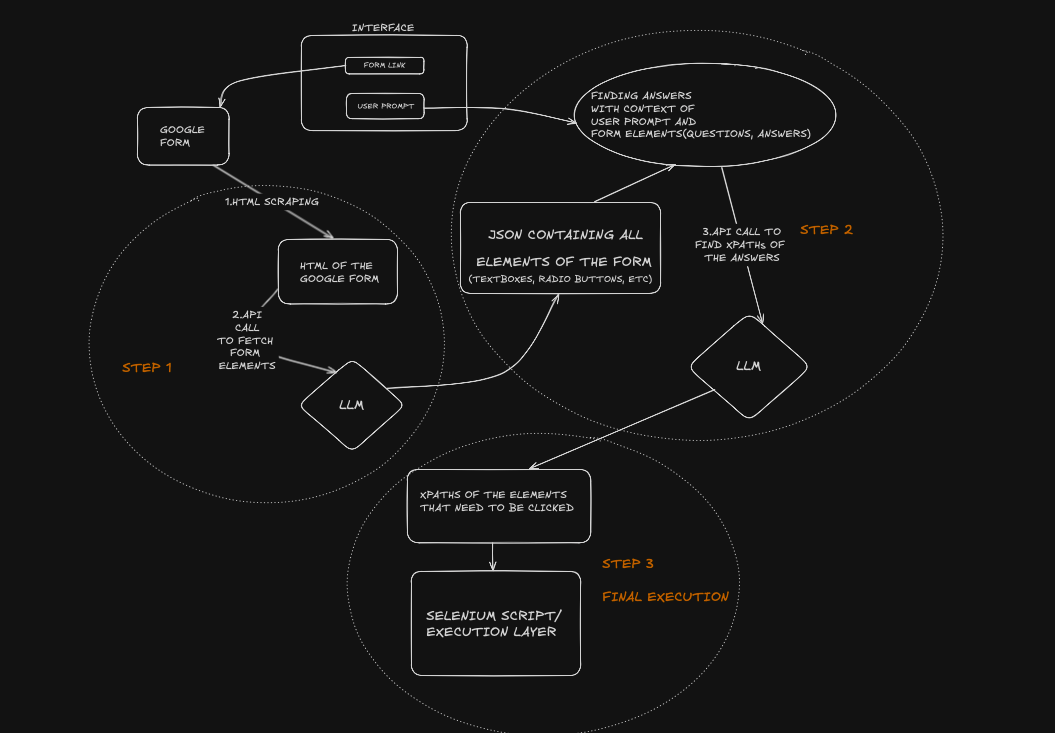 INTERFACE
FORM LINK
USER PROMPT
GOOGLE
FORM
FINDING ANSWERS
WITH CONTEXT OF
USER PROMPT AND
FORM ELEMENTS(QUESTIONS, ANSWERS)
1.HTML SCRAPING
HTML OF THE
GOOGLE FORM
2.API
CALL
TO FETCH
FORM
ELEMENTS
STEP 1
LLM
JSON CONTAINING ALL
ELEMENTS OF THE FORM
(TEXTBOXES, RADIO BUTTONS, ETC)
3.API CALL TO
FIND XPATHs OF
THE ANSWERS
STEP 2
LLM
XPATHS OF THE ELEMENTS
THAT NEED TO BE CLICKED
STEP 3
FINAL EXECUTION
SELENIUM SCRIPT/
EXECUTION LAYER